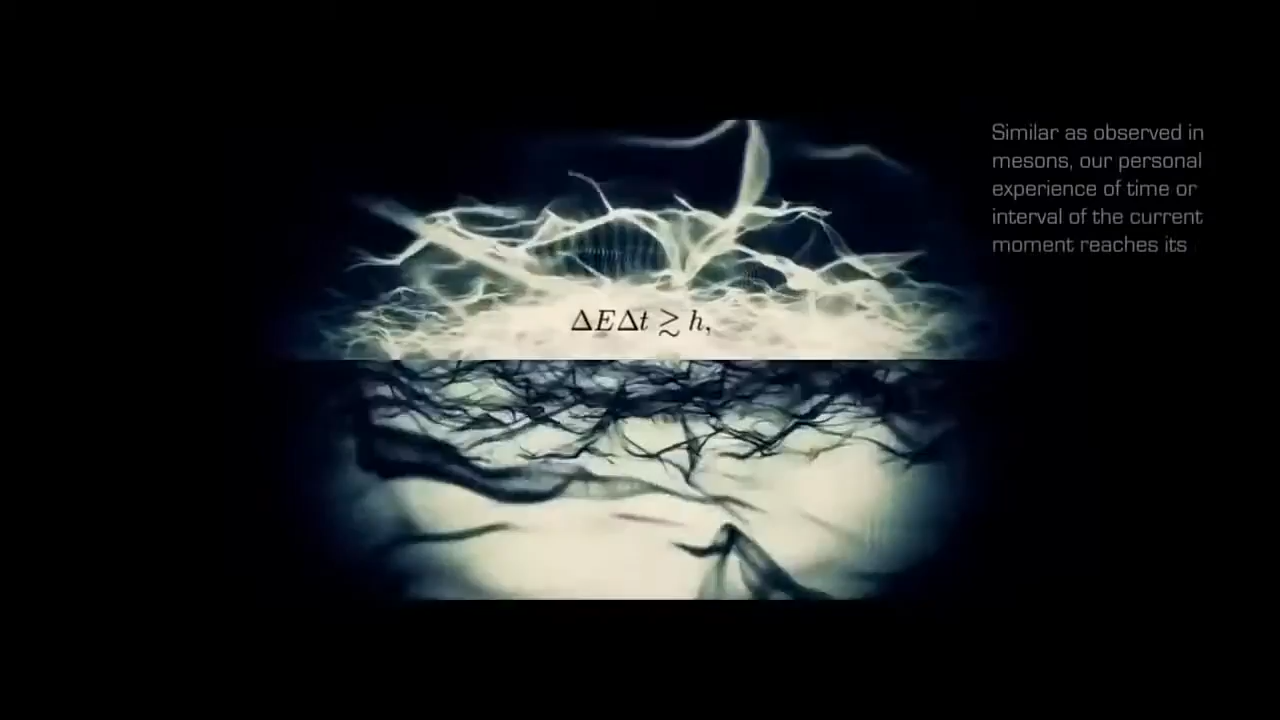 Similar as observed in
mesons, our personal
experience of time or
interval of the current
moment reaches its
ΔEΔt ≳ h,